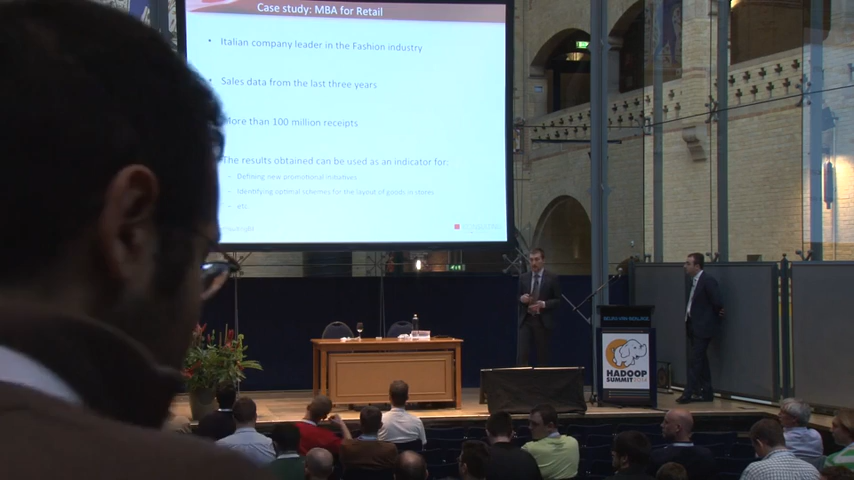 Case study: MBA for Retail
• Italian company leader in the Fashion industry
Sales data from the last three years
More than 100 million receipts
The results obtained can be used as an indicator for:
- Defining new promotional initiatives
- Identifying optimal schemes for the layout of goods in stores
- etc.
HADOOP
SUMMIT 2014